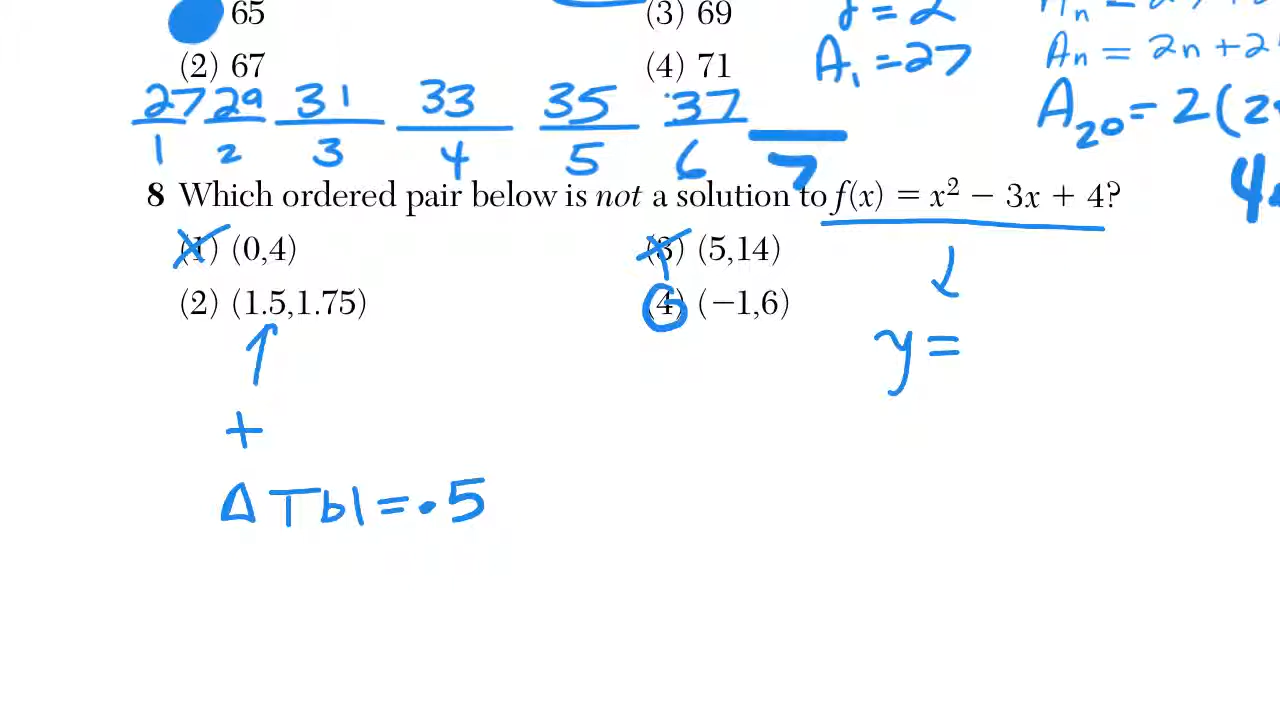 65
(3) 69
= 2
(2) 67
(4) 71
A₁ = 27
An = 2n + 2
A₂₀ = 2(2
27 29 31 33 35 37
1 2 3 4 5 6 7
8 Which ordered pair below is not a solution to f(x) = x² − 3x + 4?
(1) (0,4)
(3) (5,14)
(2) (1.5,1.75)
(4) (−1,6)
y =
+
Δ Tbl = .5